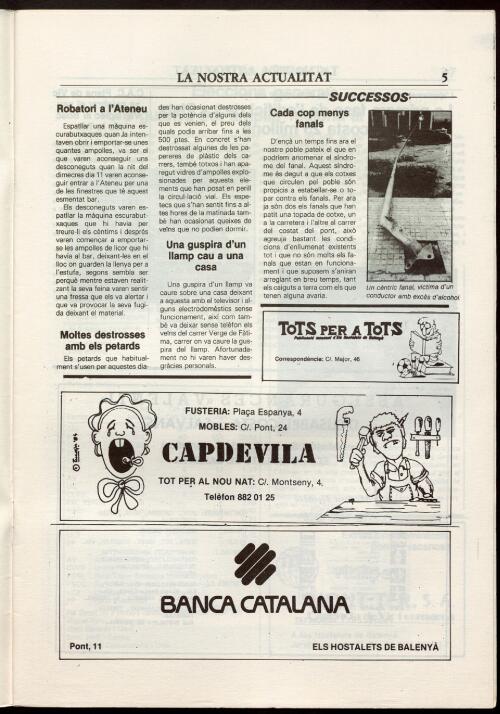 LA NOSTRA ACTUALITAT
5
SUCCESSOS
Robatori a l'Ateneu
Espatllar una màquina es-
curabutxaques quan la inten-
taven obrir i emportar-se unes
quantes ampolles, va ser el
que varen aconseguir uns
desconeguts quan la nit del
dimecres dia 11 varen aconse-
guir entrar a l'Ateneu per una
de les finestres que té aquest
esmentat bar.
Els desconeguts varen es-
patllar la màquina escurabut-
xaques que hi havia per
treure-li els cèntims i després
varen començar a emportar-
se les ampolles de licor que hi
havia al bar, deixant-les en el
lloc on guarden la llenya per a
l'estufa, segons sembla ser
perquè mentre estaven realit-
zant la seva feina varen sentir
una fressa que els va alertar i
que va provocar la seva fugi-
da deixant el material.
Moltes destrosses
amb els petards
Els petards que habitual-
ment s'usen per aquestes dia-
des han ocasionat destrosses
per la potència d'alguns dels
que es venien, el preu dels
quals podia arribar fins a les
500 ptes. En concret s'han
destrossat algunes de les pa-
pereres de plàstic dels ca-
rrers, també totxos i han apa-
regut vidres d'ampolles explo-
sionades per aquests ele-
ments que han posat en perill
la circul·lació vial. Els espe-
tecs que s'han sentit fins a al-
tes hores de la matinada tam-
bé han ocasionat queixes de
veïns que no podien dormir.
Una guspira d'un
llamp cau a una
casa
Una guspira d'un llamp va
caure sobre una casa deixant
a aquesta amb el televisor i al-
guns electrodomèstics sense
funcionament, així com tam-
bé va deixar sense telèfon els
veïns del carrer Verge de Fàti-
ma, carrer on va caure la gus-
pira del llamp. Afortunada-
ment no hi varen haver des-
gràcies personals.
Cada cop menys
fanals
D'ençà un temps fins ara el
nostre poble pateix el que en
podríem anomenar el síndro-
me del fanal. Aquest síndro-
me és degut a que els cotxes
que circulen pel poble són
propicis a estabellar-se o to-
par contra els fanals. Per ara
ja són dos els fanals que han
patit una topada de cotxe, un
a la carretera i l'altre al carrer
del costat del pont, això
agreuja bastant les condi-
cions d'enllumenat existents
tot i que no són molts els fa-
nals que estan en funciona-
ment i que suposem s'aniran
arreglant en breu temps, tant
els caiguts a terra com els que
tenen alguna avaria.
Un cèntric fanal, víctima d'un
conductor amb excés d'alcohol
TOTS PER A TOTS
Correspondència: C/. Major, 46
FUSTERIA: Plaça Espanya, 4
MOBLES: C/. Pont, 24
CAPDEVILA
TOT PER AL NOU NAT: C/. Montseny, 4.
Telèfon 882 01 25
BANCA CATALANA
Pont, 11
ELS HOSTALETS DE BALENYÀ